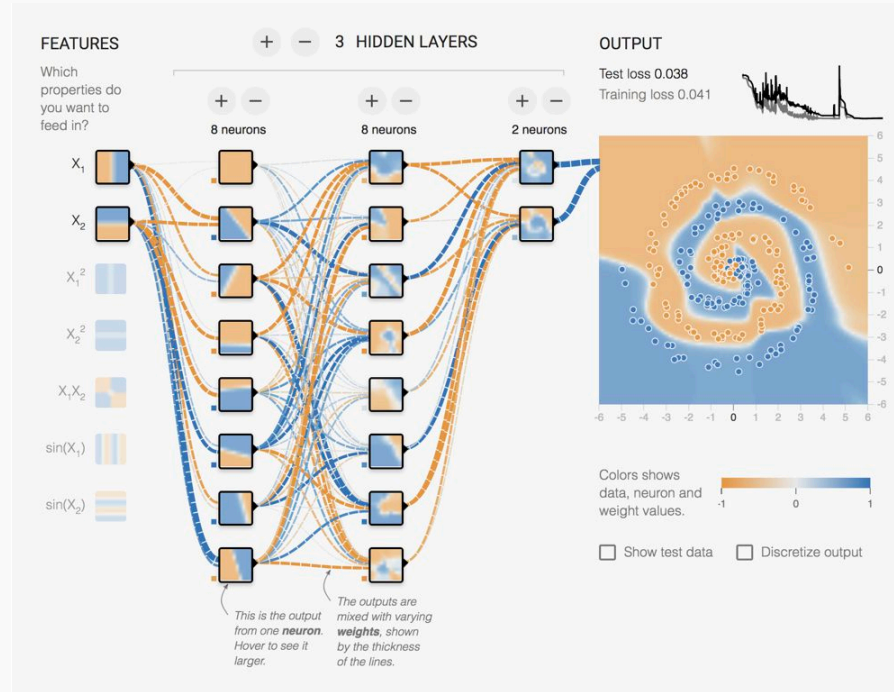 FEATURES
Which
properties do
you want to
feed in?
X₁
X₂
X₁²
X₂²
X₁X₂
sin(X₁)
sin(X₂)
+ − 3 HIDDEN LAYERS
+ −
8 neurons
+ −
8 neurons
+ −
2 neurons
This is the output
from one neuron.
Hover to see it
larger.
The outputs are
mixed with varying
weights, shown
by the thickness
of the lines.
OUTPUT
Test loss 0.038
Training loss 0.041
6
5
4
3
2
1
0
-1
-2
-3
-4
-5
-6
-6 -5 -4 -3 -2 -1 0 1 2 3 4 5 6
Colors shows
data, neuron and
weight values.
-1 0 1
Show test data
Discretize output